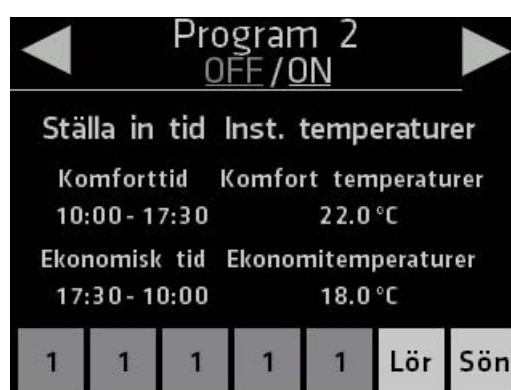 Program 2
OFF/ON
Ställa in tid Inst. temperaturer
Komforttid Komfort temperaturer
10:00-17:30 22.0°C
Ekonomisk tid Ekonomitemperaturer
17:30-10:00 18.0°C
1 1 1 1 1 Lör Sön